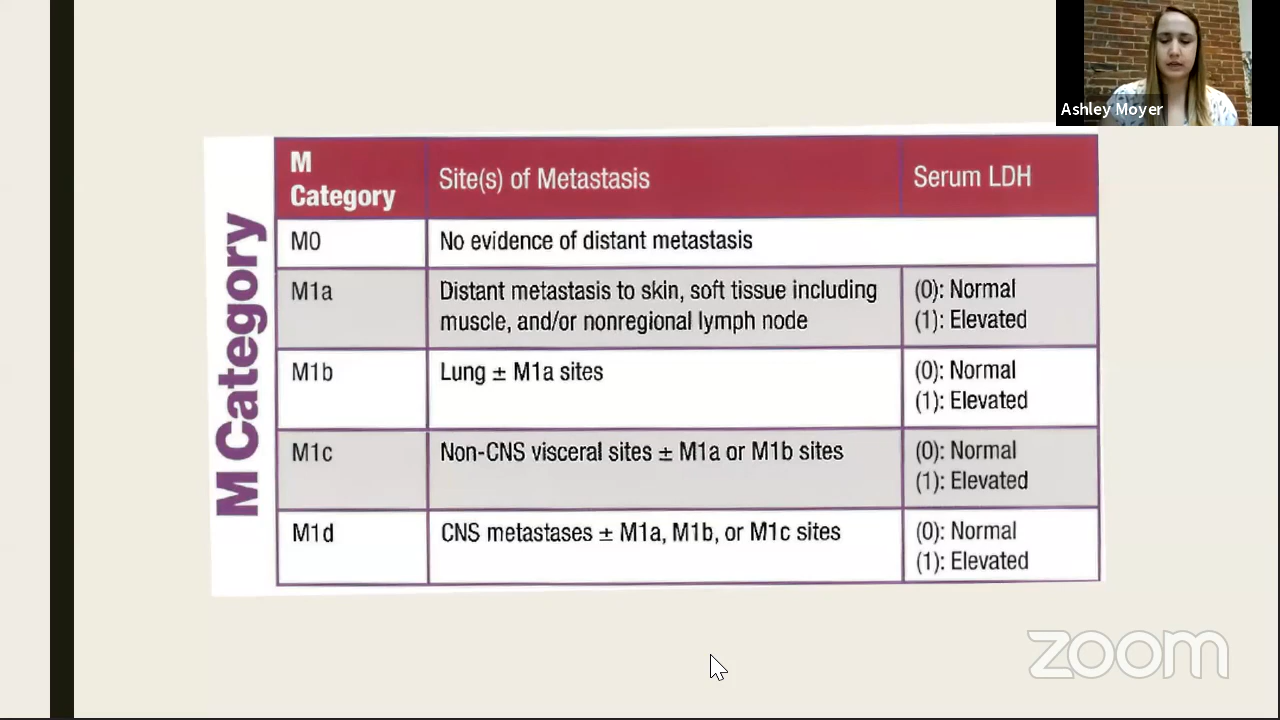 Ashley Moyer
M Category
M
Category
Site(s) of Metastasis
Serum LDH
M0
No evidence of distant metastasis
M1a
Distant metastasis to skin, soft tissue including
muscle, and/or nonregional lymph node
(0): Normal
(1): Elevated
M1b
Lung ± M1a sites
(0): Normal
(1): Elevated
M1c
Non-CNS visceral sites ± M1a or M1b sites
(0): Normal
(1): Elevated
M1d
CNS metastases ± M1a, M1b, or M1c sites
(0): Normal
(1): Elevated
zoom